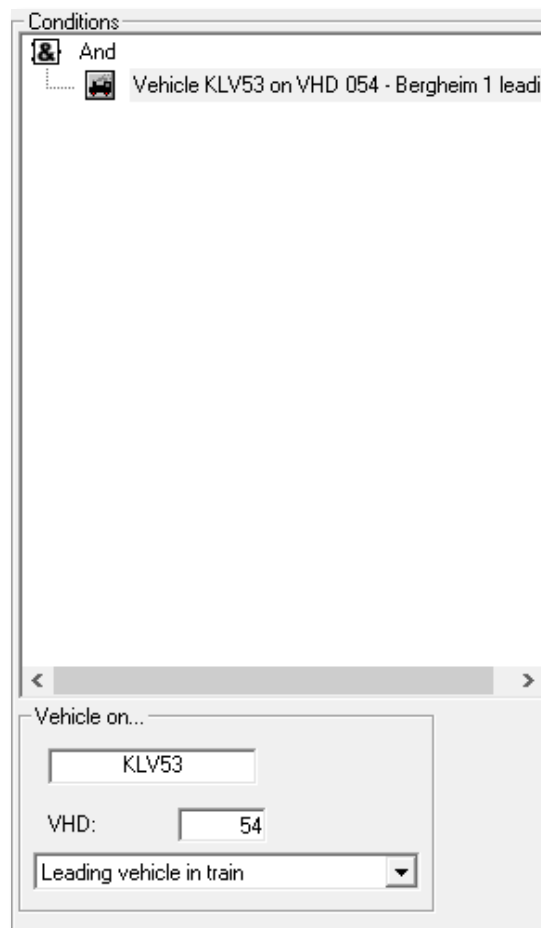 Conditions
& And
Vehicle KLV53 on VHD 054 - Bergheim 1 leadi
Vehicle on...
KLV53
VHD: 54
Leading vehicle in train